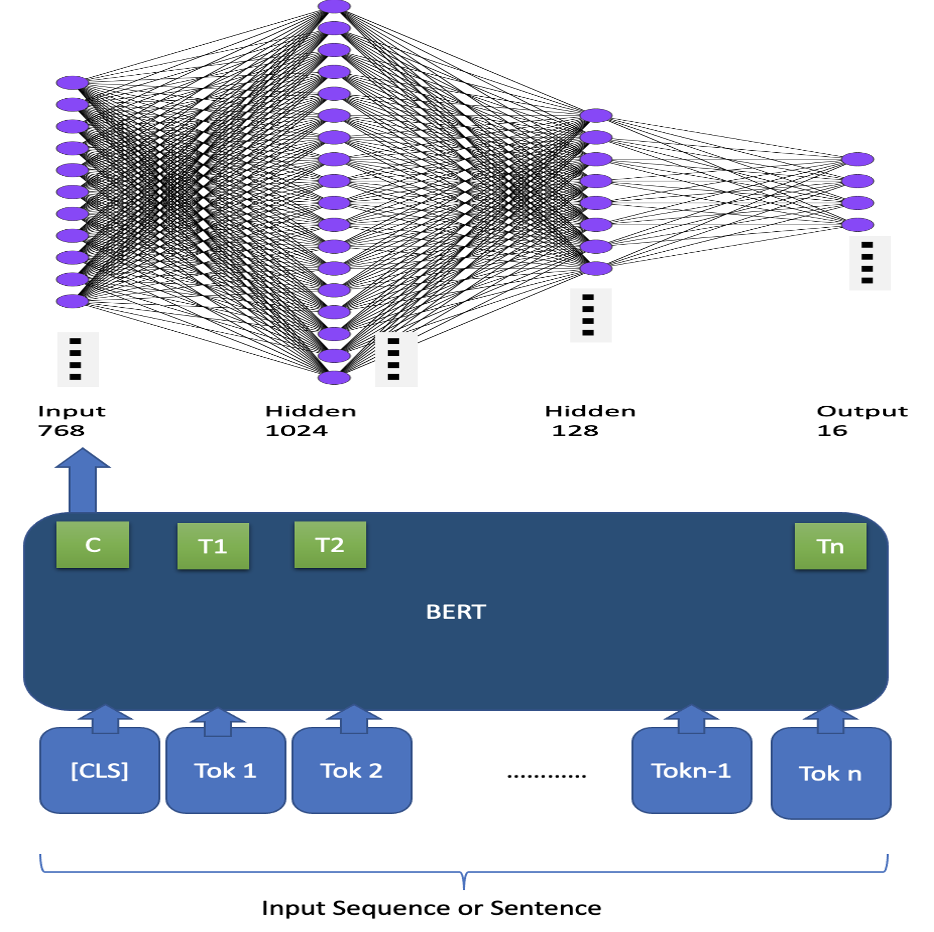 Input
768
Hidden
1024
Hidden
128
Output
16
C
T1
T2
Tn
BERT
[CLS]
Tok 1
Tok 2
............
Tokn-1
Tok n
Input Sequence or Sentence